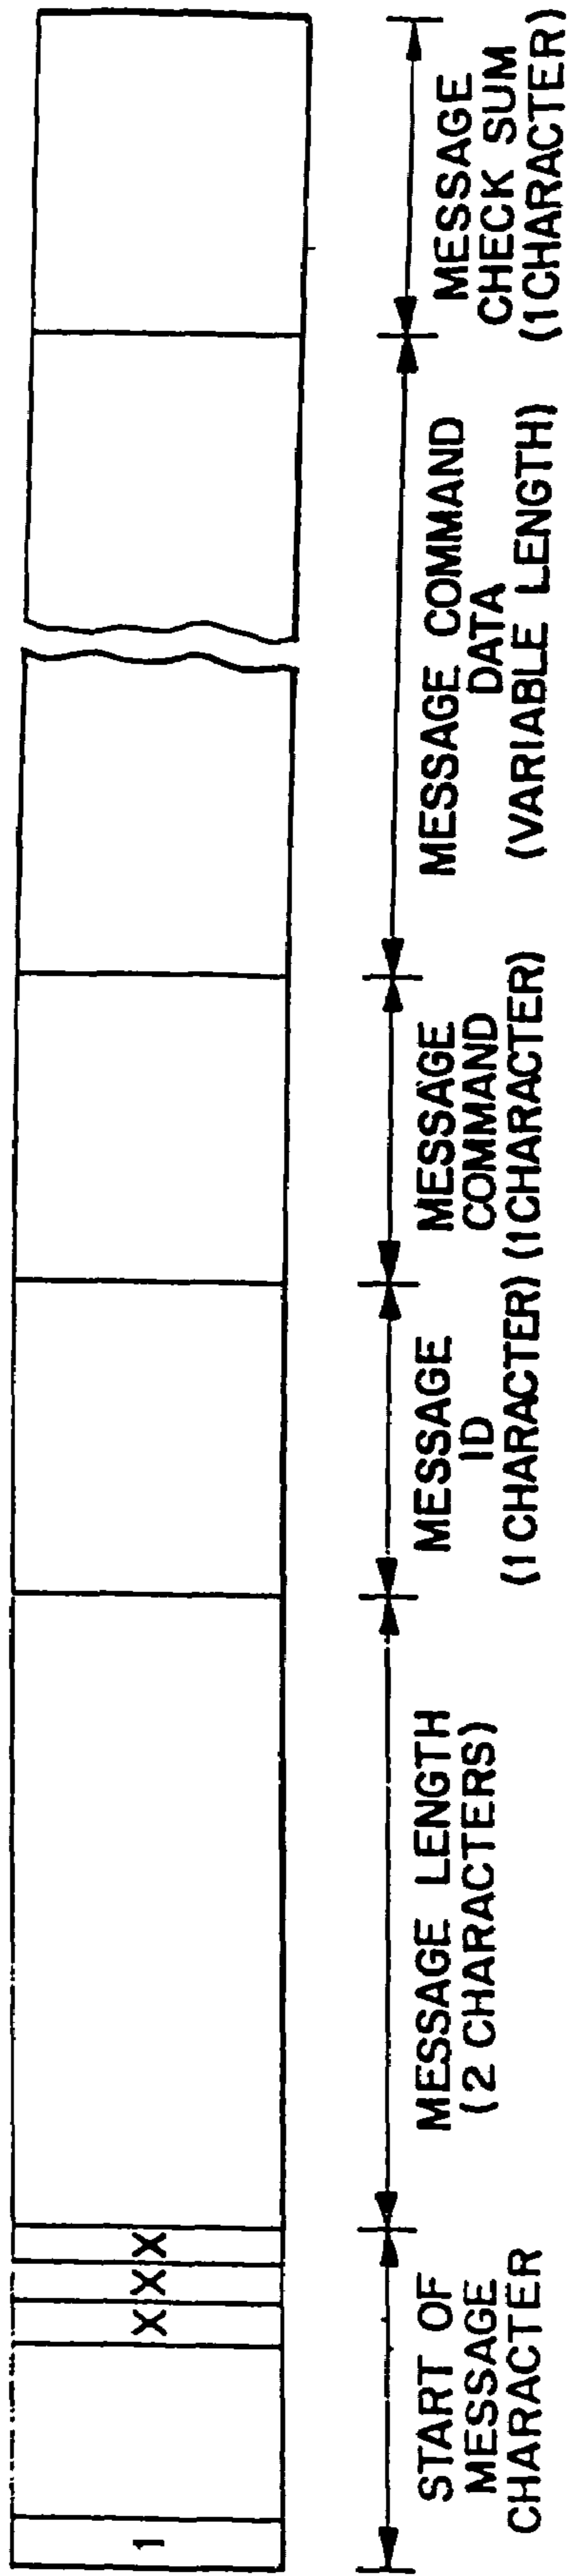 1
X X X
START OF
MESSAGE
CHARACTER
MESSAGE LENGTH
(2 CHARACTERS)
MESSAGE
ID
(1 CHARACTER)
MESSAGE
COMMAND
(1 CHARACTER)
MESSAGE COMMAND
DATA
(VARIABLE LENGTH)
MESSAGE
CHECK SUM
(1 CHARACTER)